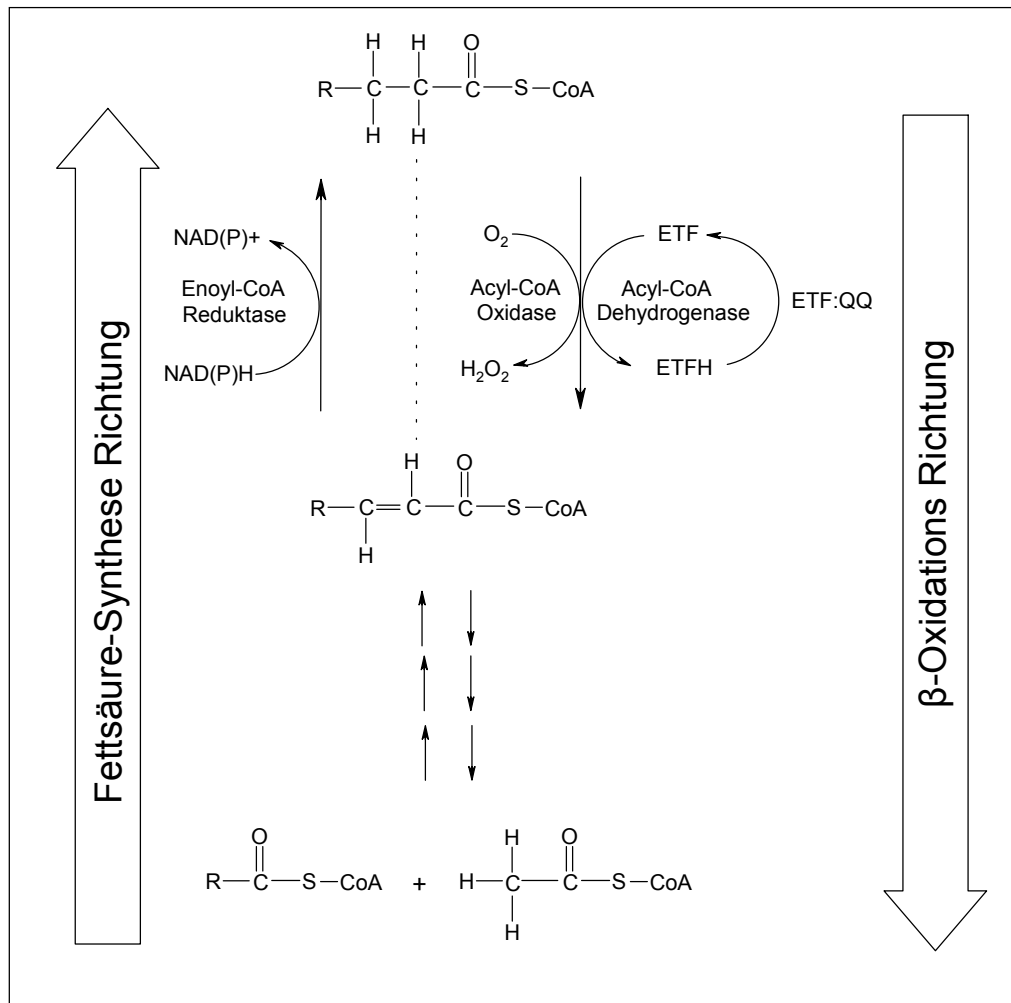 H H O
R C C C S CoA
H H
NAD(P)+
Enoyl-CoA
Reduktase
NAD(P)H
O₂
Acyl-CoA
Oxidase
H₂O₂
ETF
Acyl-CoA
Dehydrogenase
ETFH
ETF:QQ
H O
R C C C S CoA
H
O
R C S CoA
+
H O
H C C S CoA
H
Fettsäure-Synthese Richtung
β-Oxidations Richtung